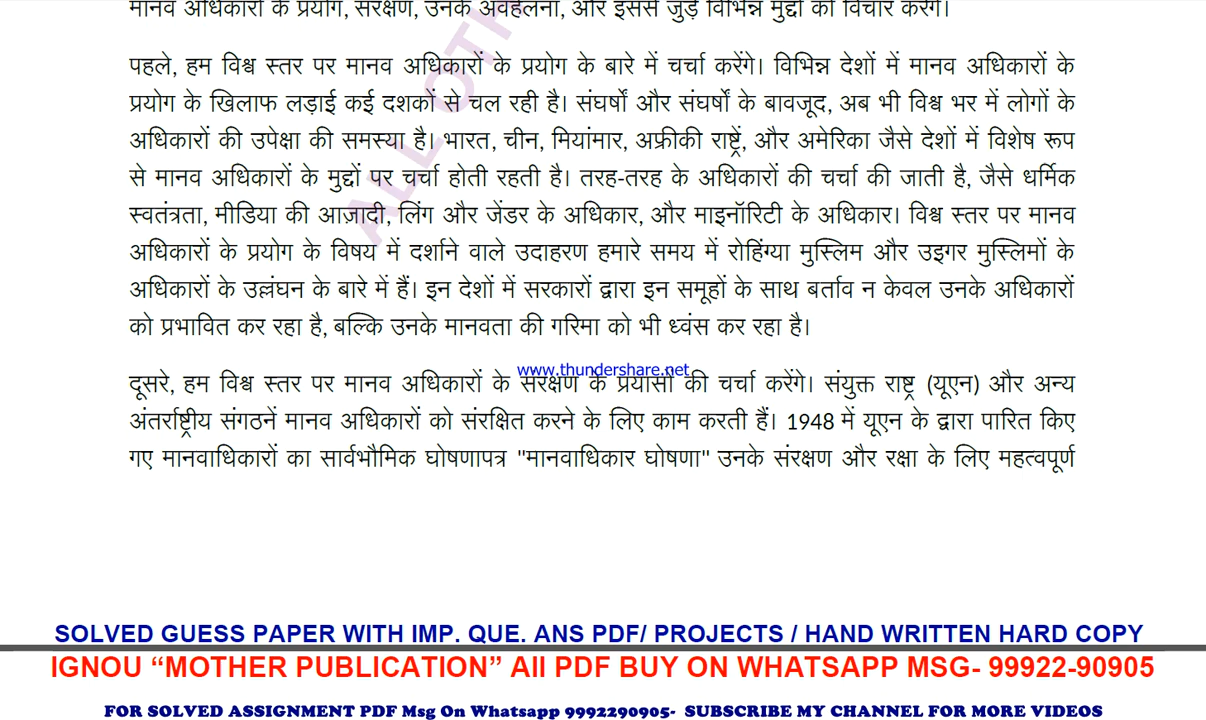 मानव अधिकारों के प्रयोग, संरक्षण, उनके अवहेलना, और इससे जुड़े विभिन्न मुद्दों को विचार करेंगे।
पहले, हम विश्व स्तर पर मानव अधिकारों के प्रयोग के बारे में चर्चा करेंगे। विभिन्न देशों में मानव अधिकारों के
प्रयोग के खिलाफ लड़ाई कई दशकों से चल रही है। संघर्षों और संघर्षों के बावजूद, अब भी विश्व भर में लोगों के
अधिकारों की उपेक्षा की समस्या है। भारत, चीन, मियांमार, अफ्रीकी राष्ट्रें, और अमेरिका जैसे देशों में विशेष रूप
से मानव अधिकारों के मुद्दों पर चर्चा होती रहती है। तरह-तरह के अधिकारों की चर्चा की जाती है, जैसे धर्मिक
स्वतंत्रता, मीडिया की आज़ादी, लिंग और जेंडर के अधिकार, और माइनॉरिटी के अधिकार। विश्व स्तर पर मानव
अधिकारों के प्रयोग के विषय में दर्शाने वाले उदाहरण हमारे समय में रोहिंग्या मुस्लिम और उइगर मुस्लिमों के
अधिकारों के उल्लंघन के बारे में हैं। इन देशों में सरकारों द्वारा इन समूहों के साथ बर्ताव न केवल उनके अधिकारों
को प्रभावित कर रहा है, बल्कि उनके मानवता की गरिमा को भी ध्वंस कर रहा है।
ALL OTH
www.thundershare.net
दूसरे, हम विश्व स्तर पर मानव अधिकारों के संरक्षण के प्रयासों की चर्चा करेंगे। संयुक्त राष्ट्र (यूएन) और अन्य
अंतर्राष्ट्रीय संगठनें मानव अधिकारों को संरक्षित करने के लिए काम करती हैं। 1948 में यूएन के द्वारा पारित किए
गए मानवाधिकारों का सार्वभौमिक घोषणापत्र "मानवाधिकार घोषणा" उनके संरक्षण और रक्षा के लिए महत्वपूर्ण
SOLVED GUESS PAPER WITH IMP. QUE. ANS PDF/ PROJECTS / HAND WRITTEN HARD COPY
IGNOU “MOTHER PUBLICATION” All PDF BUY ON WHATSAPP MSG- 99922-90905
FOR SOLVED ASSIGNMENT PDF Msg On Whatsapp 9992290905- SUBSCRIBE MY CHANNEL FOR MORE VIDEOS